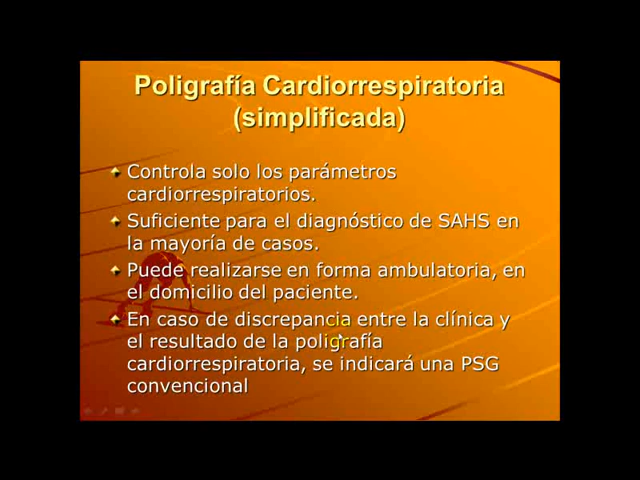 Poligrafía Cardiorrespiratoria
(simplificada)
Controla solo los parámetros
cardiorrespiratorios.
Suficiente para el diagnóstico de SAHS en
la mayoría de casos.
Puede realizarse en forma ambulatoria, en
el domicilio del paciente.
En caso de discrepancia entre la clínica y
el resultado de la poligrafía
cardiorrespiratoria, se indicará una PSG
convencional